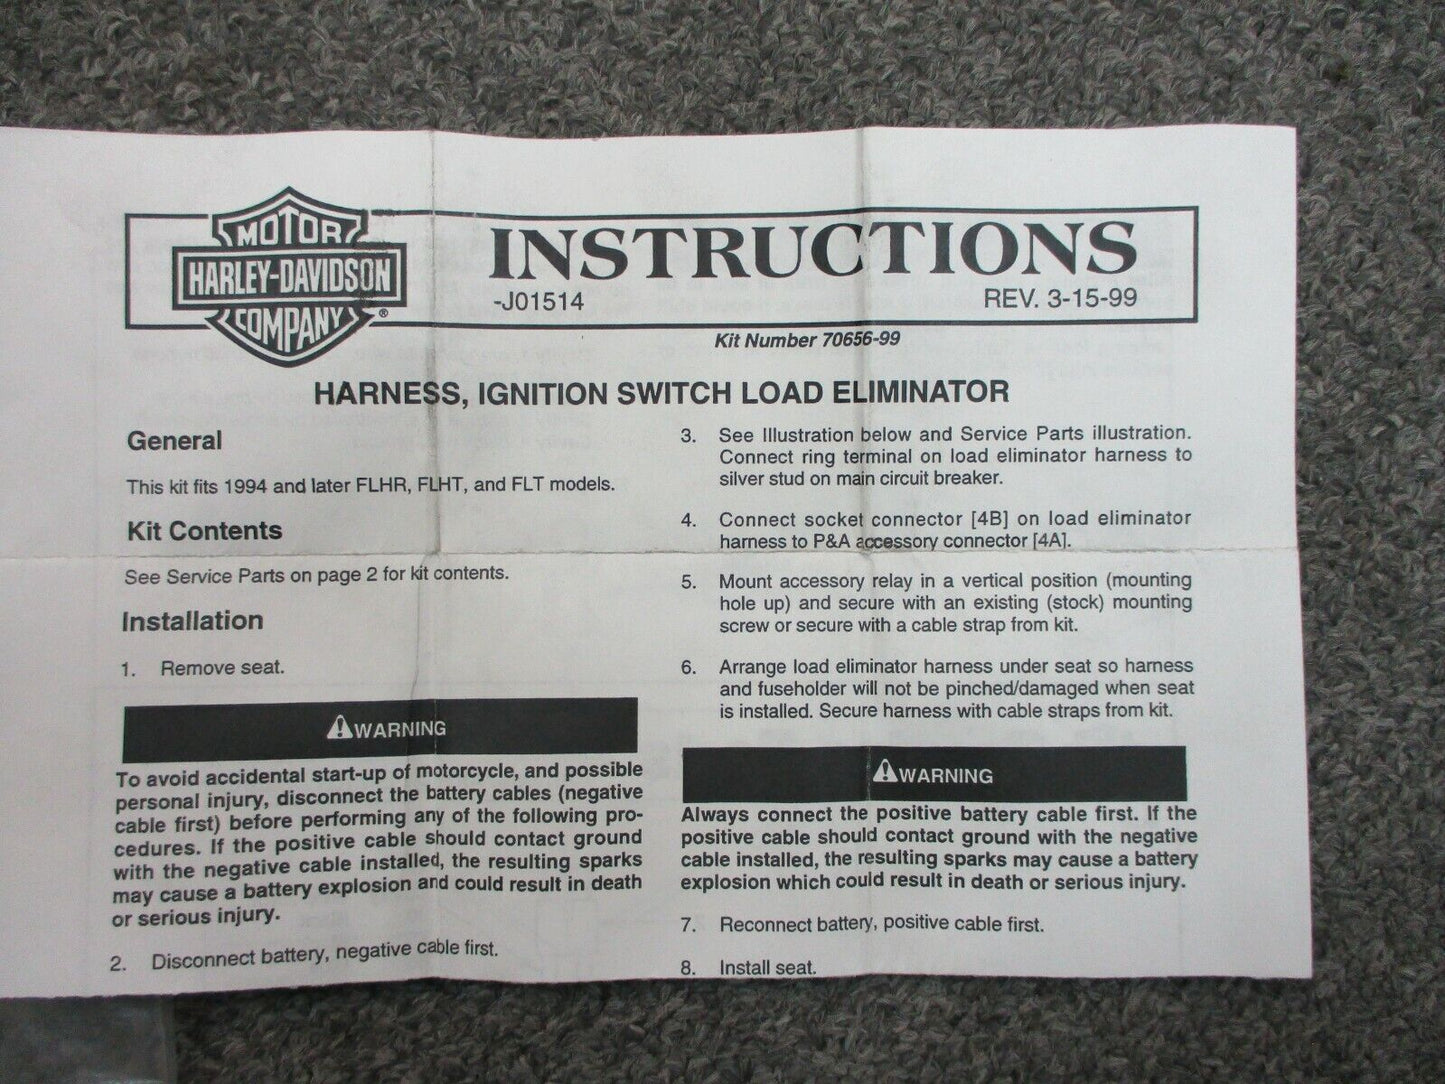 MOTOR
HARLEY-DAVIDSON
COMPANY
®
INSTRUCTIONS
-J01514
REV. 3-15-99
Kit Number 70656-99
HARNESS, IGNITION SWITCH LOAD ELIMINATOR
General
This kit fits 1994 and later FLHR, FLHT, and FLT models.
Kit Contents
See Service Parts on page 2 for kit contents.
Installation
1. Remove seat.
⚠WARNING
To avoid accidental start-up of motorcycle, and possible
personal injury, disconnect the battery cables (negative
cable first) before performing any of the following pro-
cedures. If the positive cable should contact ground
with the negative cable installed, the resulting sparks
may cause a battery explosion and could result in death
or serious injury.
2. Disconnect battery, negative cable first.
3. See Illustration below and Service Parts illustration.
Connect ring terminal on load eliminator harness to
silver stud on main circuit breaker.
4. Connect socket connector [4B] on load eliminator
harness to P&A accessory connector [4A].
5. Mount accessory relay in a vertical position (mounting
hole up) and secure with an existing (stock) mounting
screw or secure with a cable strap from kit.
6. Arrange load eliminator harness under seat so harness
and fuseholder will not be pinched/damaged when seat
is installed. Secure harness with cable straps from kit.
⚠WARNING
Always connect the positive battery cable first. If the
positive cable should contact ground with the negative
cable installed, the resulting sparks may cause a battery
explosion which could result in death or serious injury.
7. Reconnect battery, positive cable first.
8. Install seat.